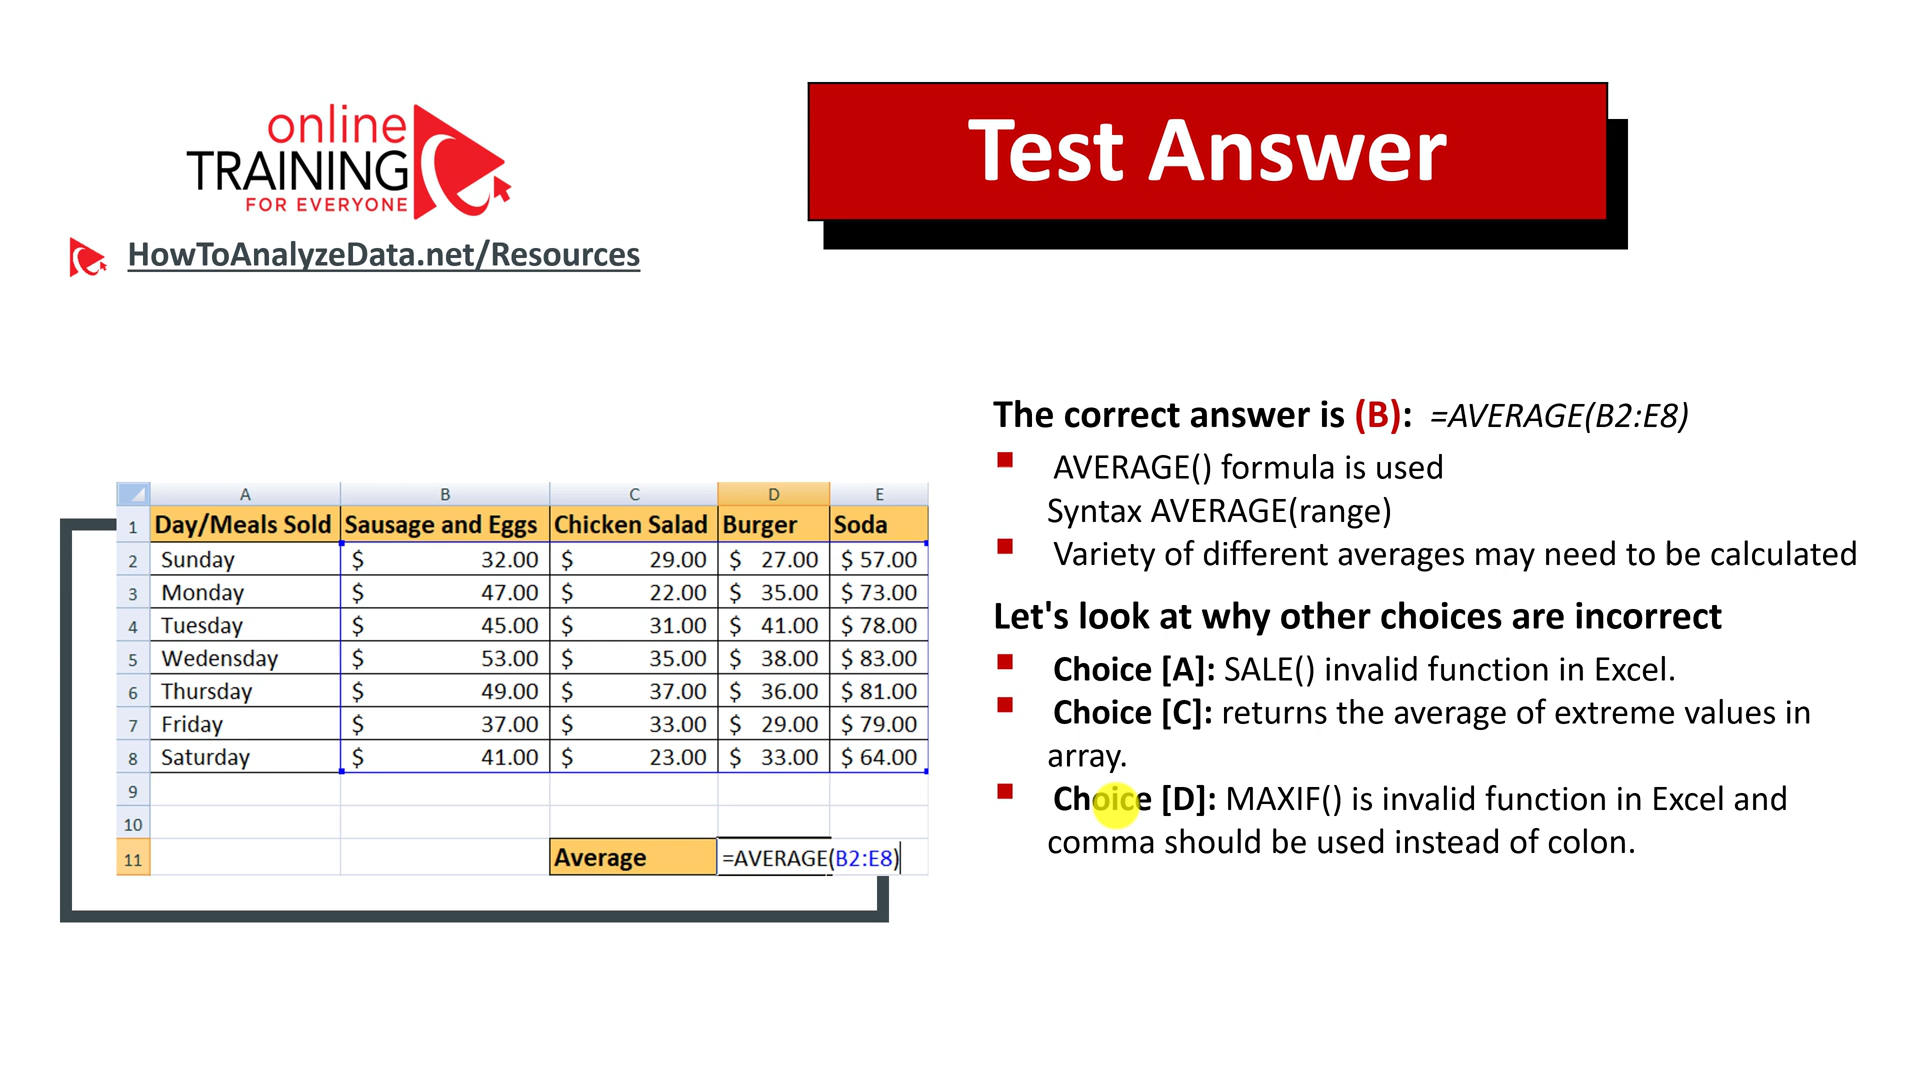 online
TRAINING
FOR EVERYONE
HowToAnalyzeData.net/Resources
Test Answer
A B C D E
1 Day/Meals Sold Sausage and Eggs Chicken Salad Burger Soda
2 Sunday $ 32.00 $ 29.00 $ 27.00 $ 57.00
3 Monday $ 47.00 $ 22.00 $ 35.00 $ 73.00
4 Tuesday $ 45.00 $ 31.00 $ 41.00 $ 78.00
5 Wedensday $ 53.00 $ 35.00 $ 38.00 $ 83.00
6 Thursday $ 49.00 $ 37.00 $ 36.00 $ 81.00
7 Friday $ 37.00 $ 33.00 $ 29.00 $ 79.00
8 Saturday $ 41.00 $ 23.00 $ 33.00 $ 64.00
9
10
11 Average =AVERAGE(B2:E8)
The correct answer is (B): =AVERAGE(B2:E8)
AVERAGE() formula is used
Syntax AVERAGE(range)
Variety of different averages may need to be calculated
Let's look at why other choices are incorrect
Choice [A]: SALE() invalid function in Excel.
Choice [C]: returns the average of extreme values in
array.
Choice [D]: MAXIF() is invalid function in Excel and
comma should be used instead of colon.